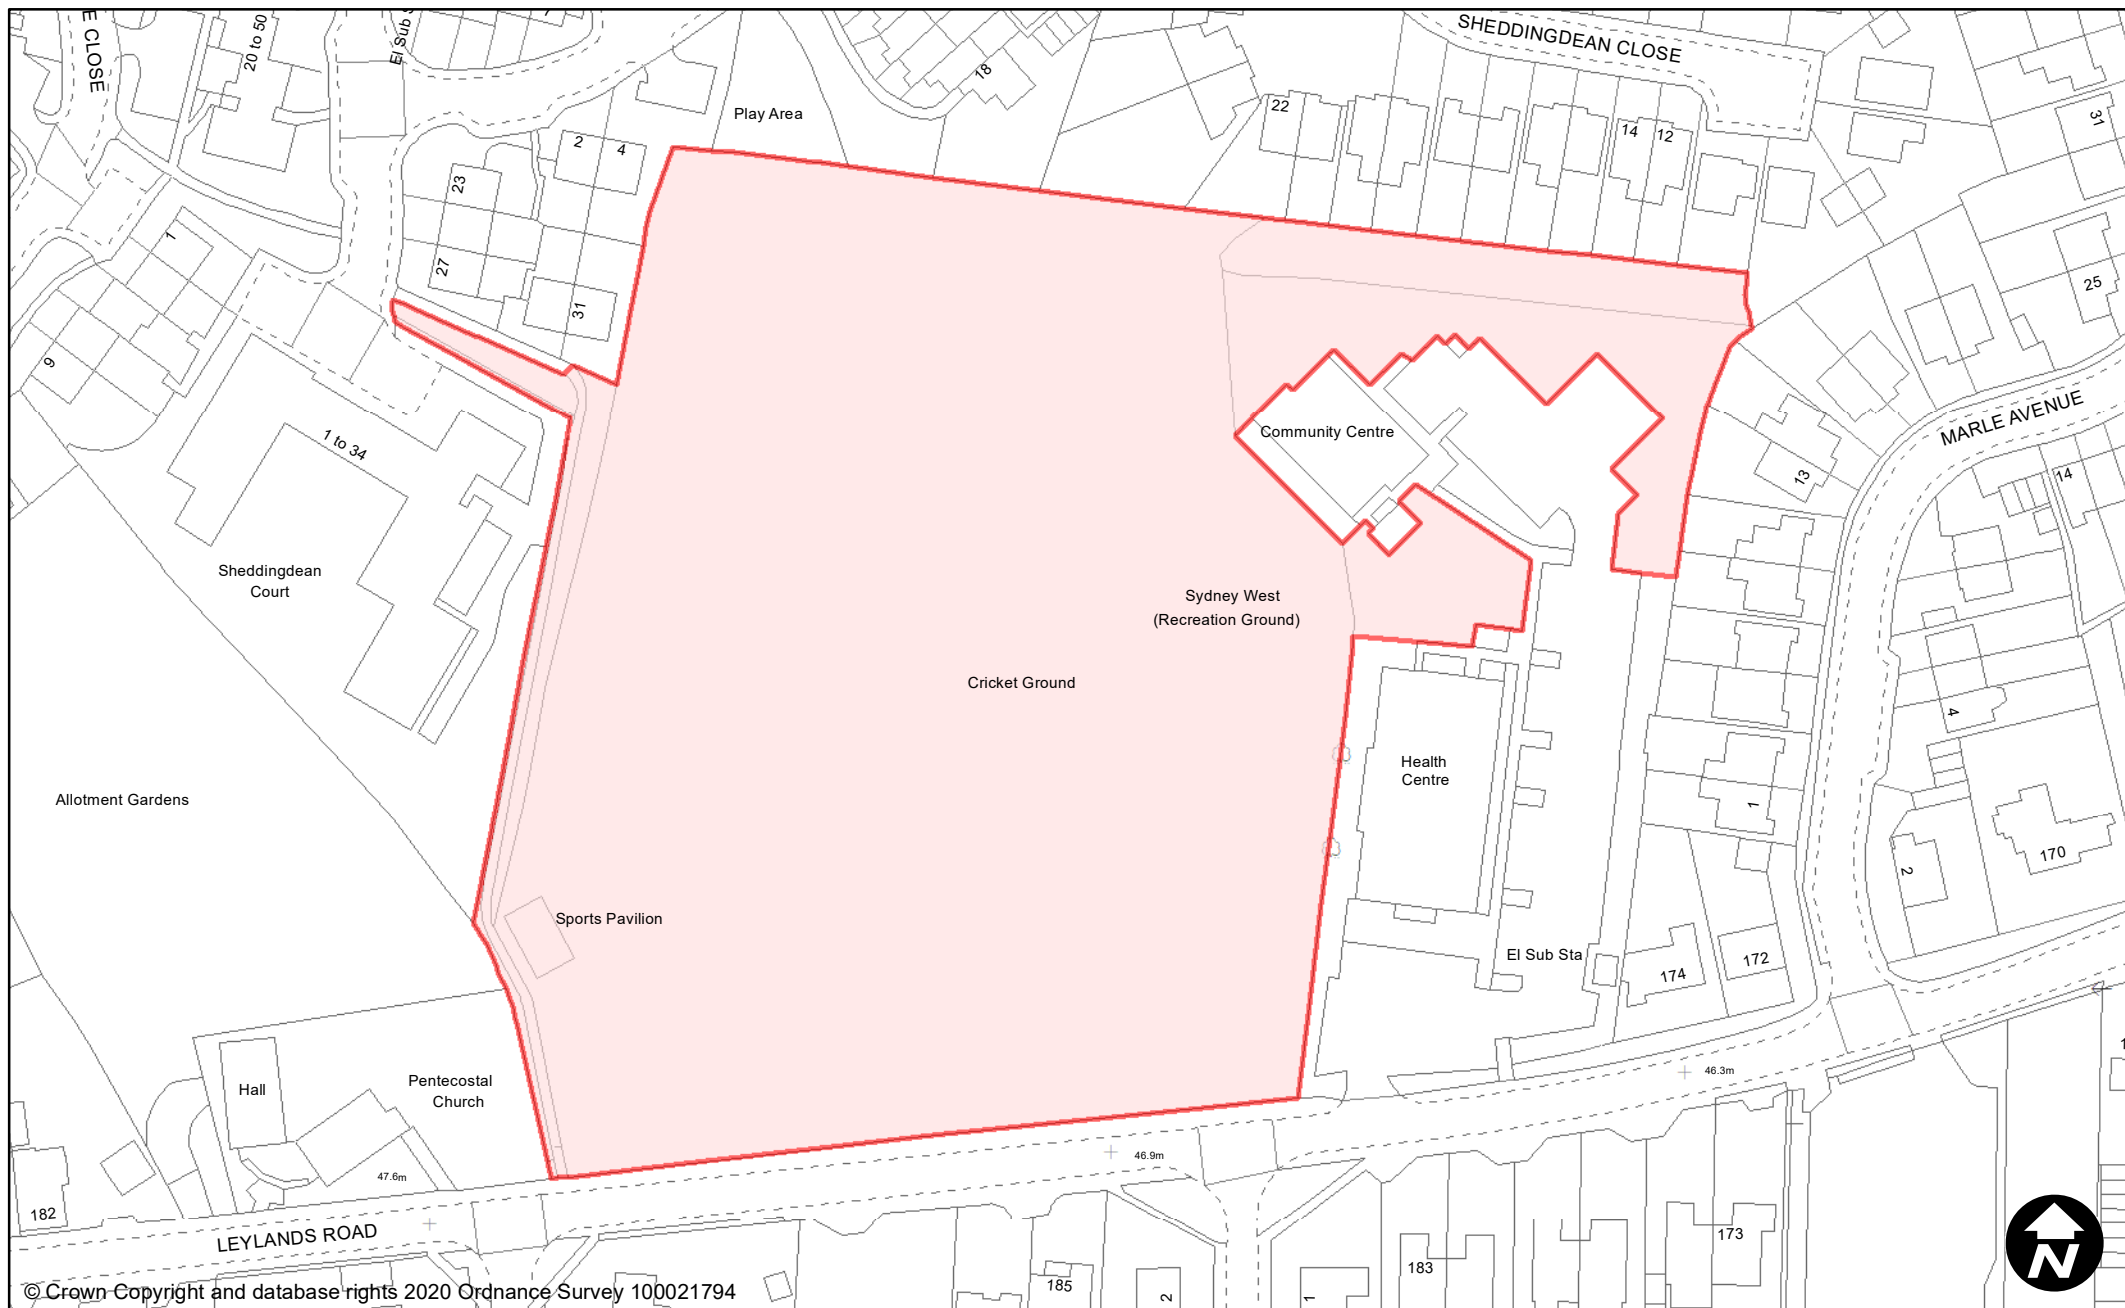 E CLOSE
20 to 50
El Sub S
18
SHEDDINGDEAN CLOSE
Play Area
22
14
12
31
2
4
23
27
31
1
9
25
MARLE AVENUE
Community Centre
1 to 34
13
14
Sheddingdean
Court
Sydney West
(Recreation Ground)
Cricket Ground
4
Health
Centre
Allotment Gardens
1
170
2
Sports Pavilion
El Sub Sta
174
172
46.3m
Hall
Pentecostal
Church
46.9m
47.6m
182
LEYLANDS ROAD
173
183
185
2
1
N
© Crown Copyright and database rights 2020 Ordnance Survey 100021794